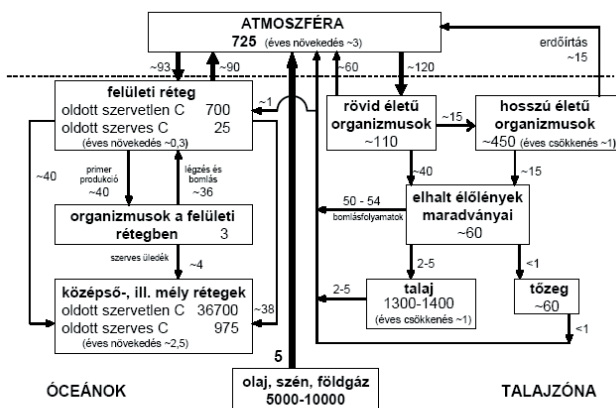 ATMOSZFÉRA
725 (éves növekedés ~3)
erdőirtás
~15
~93
~90
~60
~120
felületi réteg
oldott szervetlen C 700
oldott szerves C 25
(éves növekedés ~0,3)
~1
rövid életű
organizmusok
~110
~15
hosszú életű
organizmusok
~450 (éves csökkenés ~1)
~40
primer
produkció
~40
légzés és
bomlás
~36
~40
~15
organizmusok a felületi
rétegben 3
50 - 54
bomlásfolyamatok
elhalt élőlények
maradványai
~60
szerves üledék
~4
2-5
<1
középső-, ill. mély rétegek
oldott szervetlen C 36700
oldott szerves C 975
(éves növekedés ~2,5)
~38
2-5
talaj
1300-1400
(éves csökkenés ~1)
tőzeg
~60
<1
5
olaj, szén, földgáz
5000-10000
ÓCEÁNOK
TALAJZÓNA